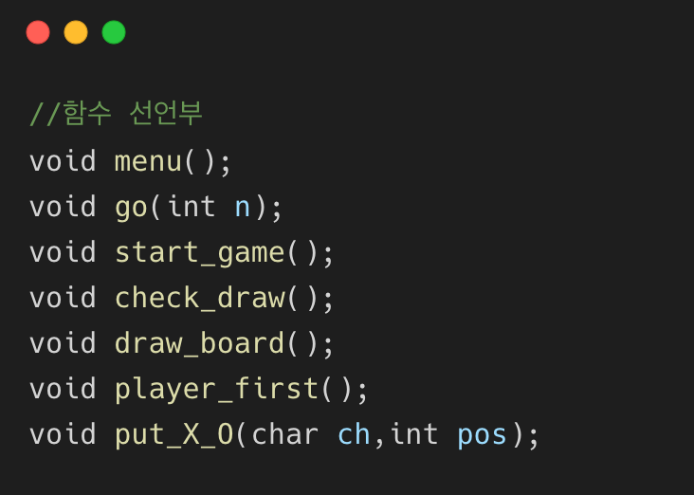 //함수 선언부
void menu();
void go(int n);
void start_game();
void check_draw();
void draw_board();
void player_first();
void put_X_O(char ch,int pos);